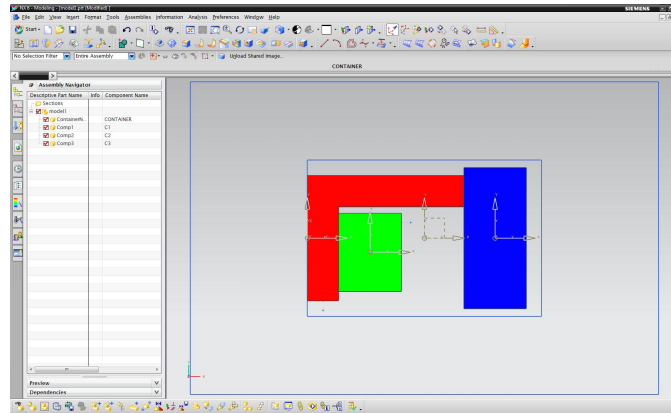 NX 6 - Modeling - [model1.prt (Modified)]
SIEMENS
File Edit View Insert Format Tools Assemblies Information Analysis Preferences Window Help
Start
No Selection Filter Entire Assembly Unload Shared Image...
CONTAINER
Assembly Navigator
Descriptive Part Name Info Component Name
Sections
model1
CONTAINER
Comp1 C1
Comp2 C2
Comp3 C3
Preview
Dependencies